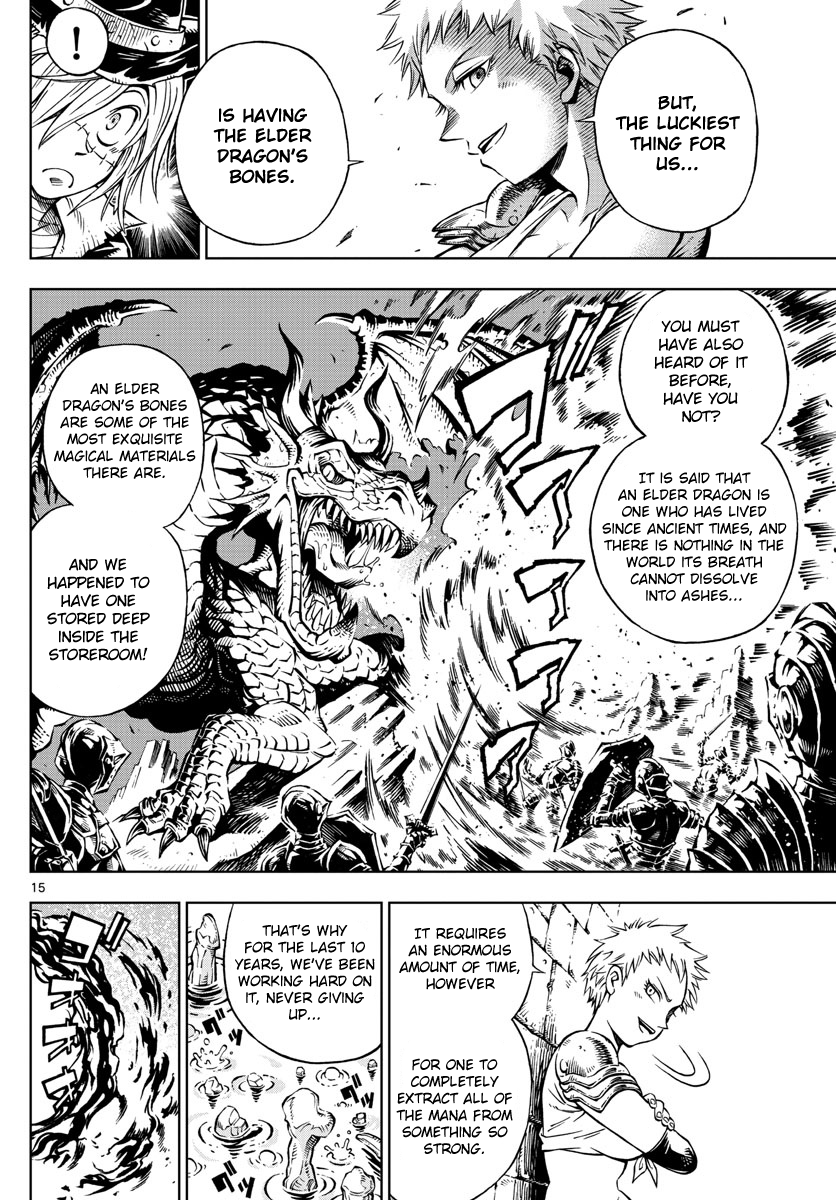 BUT,
THE LUCKIEST
THING FOR
US...
IS HAVING
THE ELDER
DRAGON'S
BONES.
!
YOU MUST
HAVE ALSO
HEARD OF IT
BEFORE,
HAVE YOU
NOT?
IT IS SAID THAT
AN ELDER DRAGON IS
ONE WHO HAS LIVED
SINCE ANCIENT TIMES, AND
THERE IS NOTHING IN THE
WORLD ITS BREATH
CANNOT DISSOLVE
INTO ASHES...
AN ELDER
DRAGON'S BONES
ARE SOME OF THE
MOST EXQUISITE
MAGICAL MATERIALS
THERE ARE.
AND WE
HAPPENED TO
HAVE ONE
STORED DEEP
INSIDE THE
STOREROOM!
15
IT REQUIRES
AN ENORMOUS
AMOUNT OF TIME,
HOWEVER
FOR ONE TO
COMPLETELY
EXTRACT ALL OF
THE MANA FROM
SOMETHING SO
STRONG.
THAT'S WHY
FOR THE LAST 10
YEARS, WE'VE BEEN
WORKING HARD ON
IT, NEVER GIVING
UP...
グツ
グツ